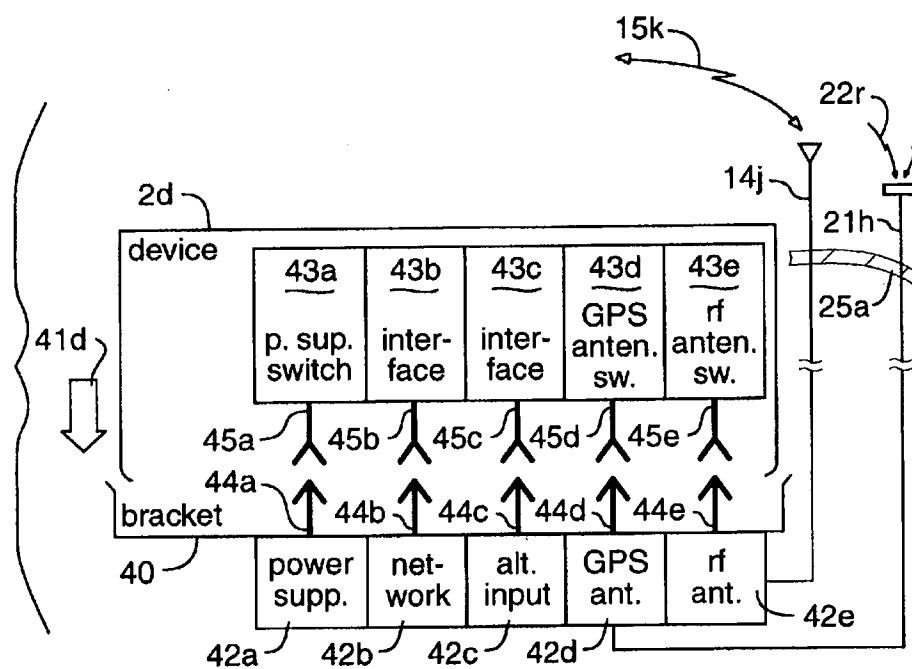 15k
22r
14j
2d
21h
device
43a 43b 43c 43d 43e
p. sup. switch
inter-
face
inter-
face
GPS
anten.
sw.
rf
anten.
sw.
25a
41d
45a 45b 45c 45d 45e
44a
bracket
44b 44c 44d 44e
40
power
supp.
net-
work
alt.
input
GPS
ant.
rf
ant.
42e
42a 42b 42c 42d